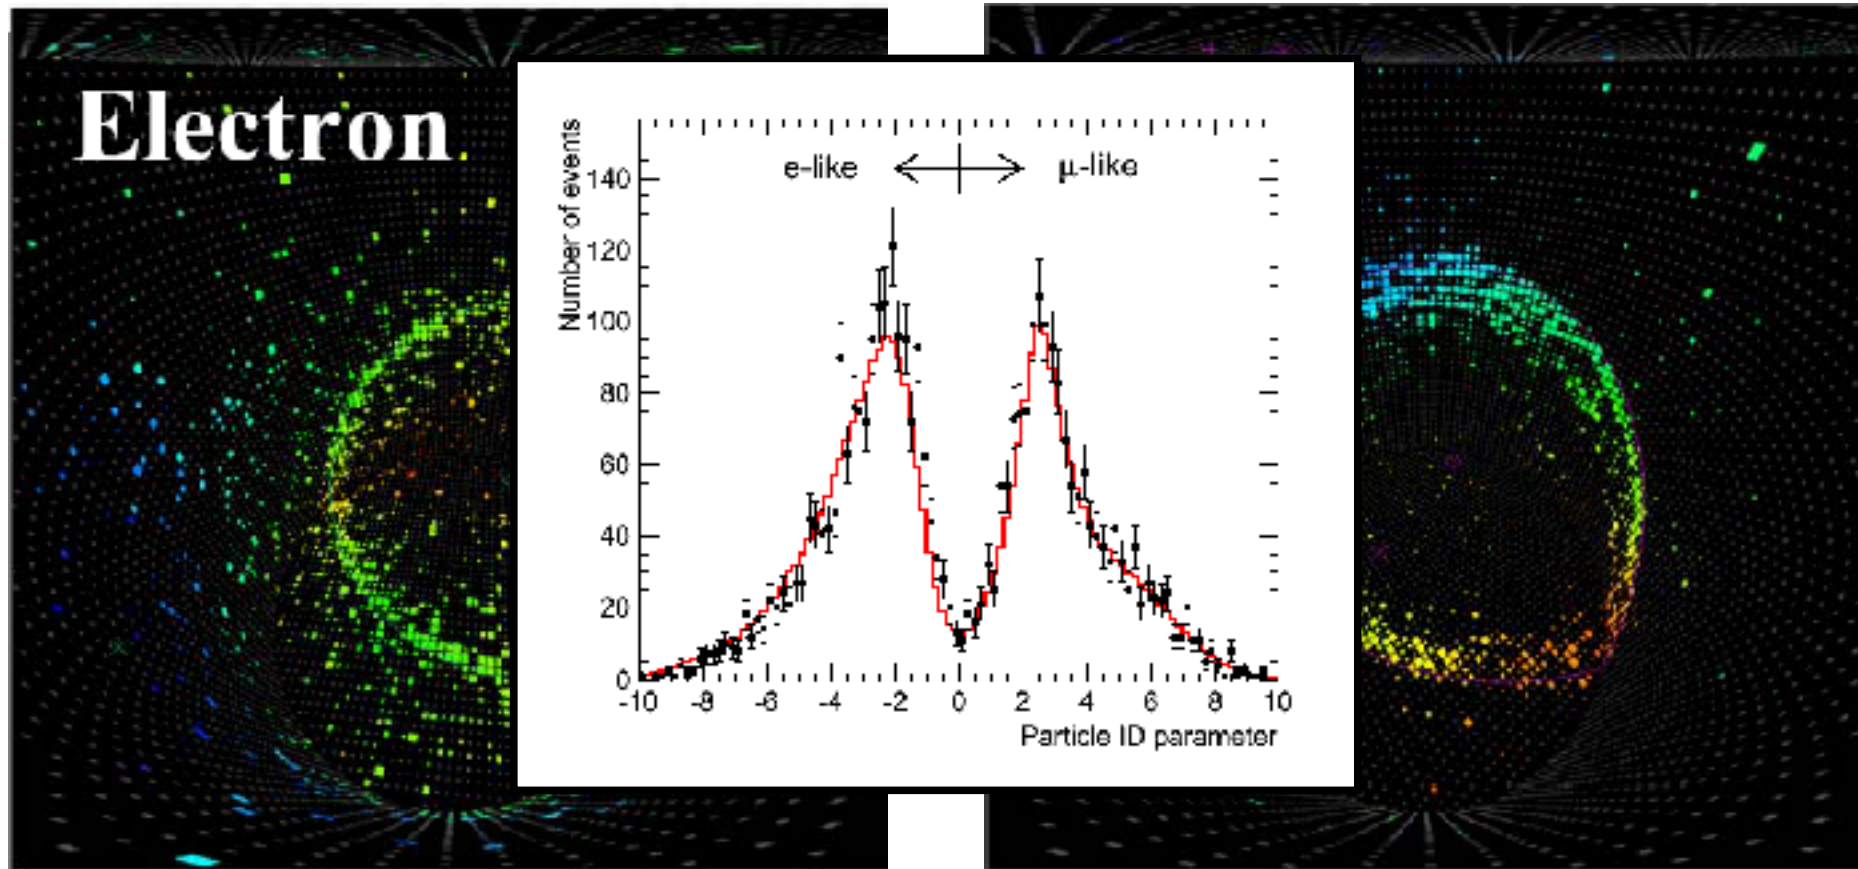 Electron
Number of events
e-like
μ-like
140
120
100
80
60
40
20
0
-10 -8 -6 -4 -2 0 2 4 6 8 10
Particle ID parameter